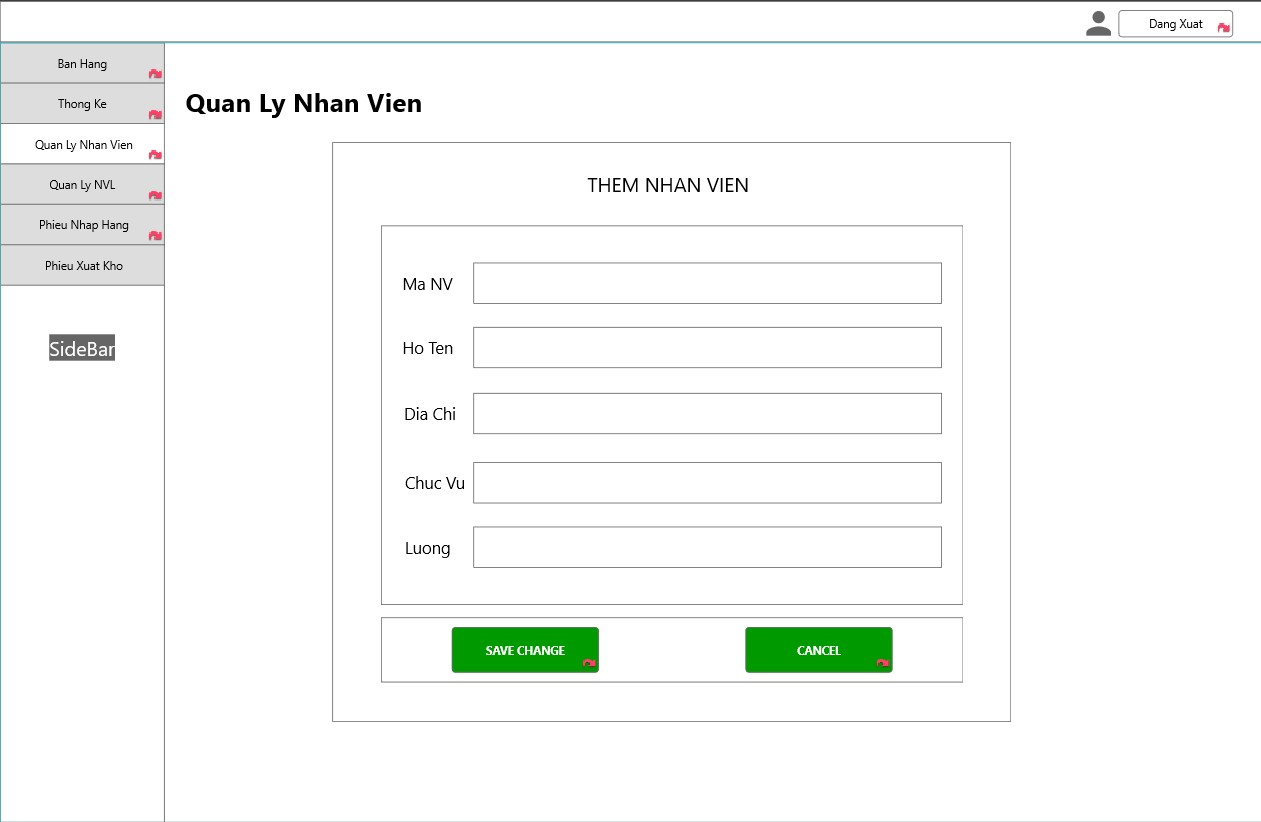 Dang Xuat
Ban Hang
Thong Ke
Quan Ly Nhan Vien
Quan Ly NVL
Phieu Nhap Hang
Phieu Xuat Kho
SideBar
Quan Ly Nhan Vien
THEM NHAN VIEN
Ma NV
Ho Ten
Dia Chi
Chuc Vu
Luong
SAVE CHANGE
CANCEL